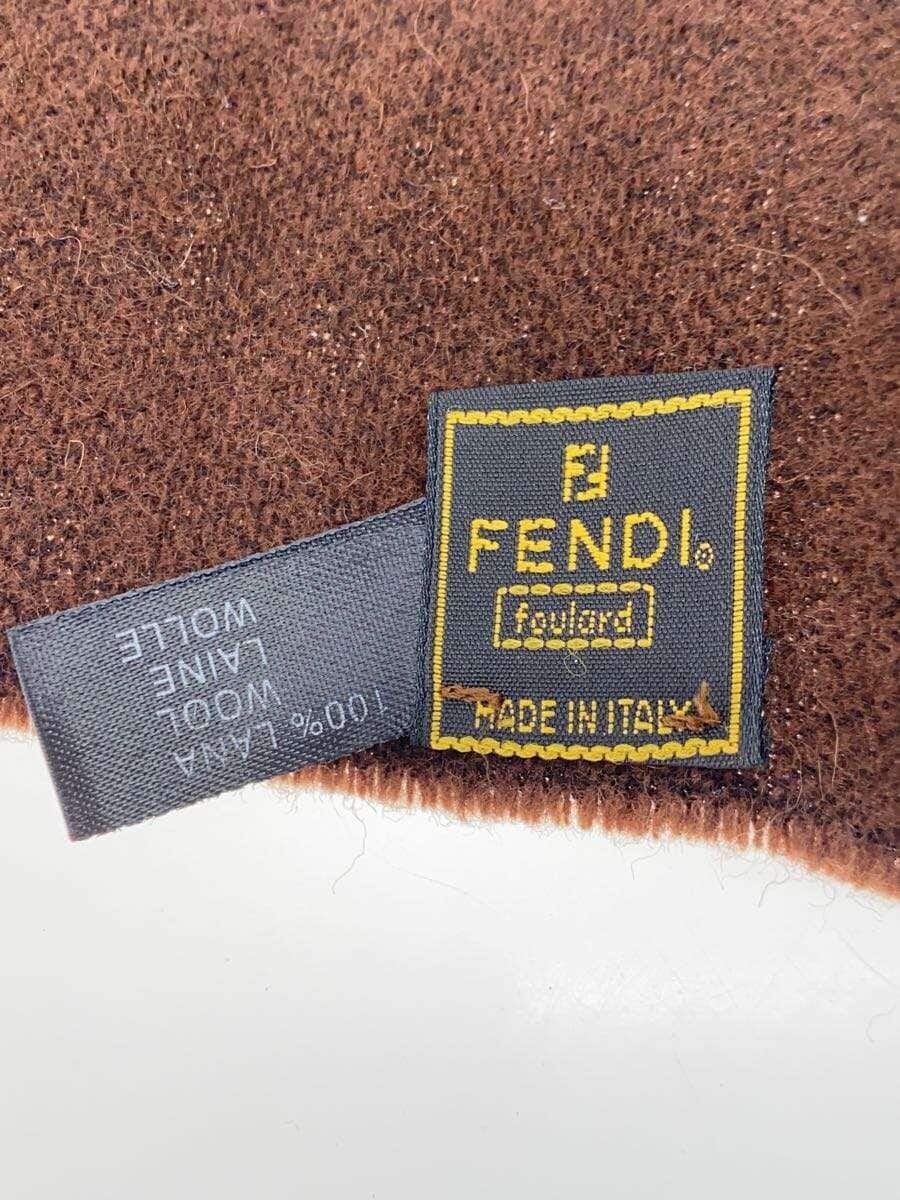 FF
FENDI®
foulard
MADE IN ITALY
100% LANA
WOOL
LAINE
WOLLE